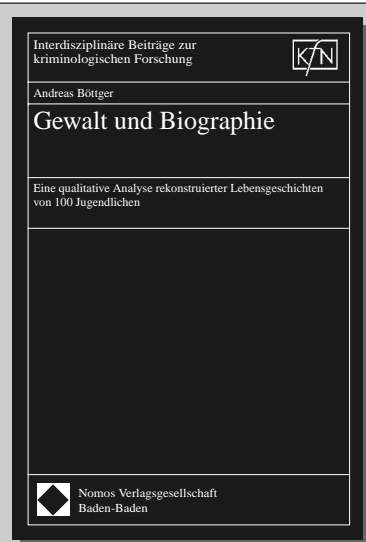 Interdisziplinäre Beiträge zur
kriminologischen Forschung
KfN
Andreas Böttger
Gewalt und Biographie
Eine qualitative Analyse rekonstruierter Lebensgeschichten
von 100 Jugendlichen
Nomos Verlagsgesellschaft
Baden-Baden